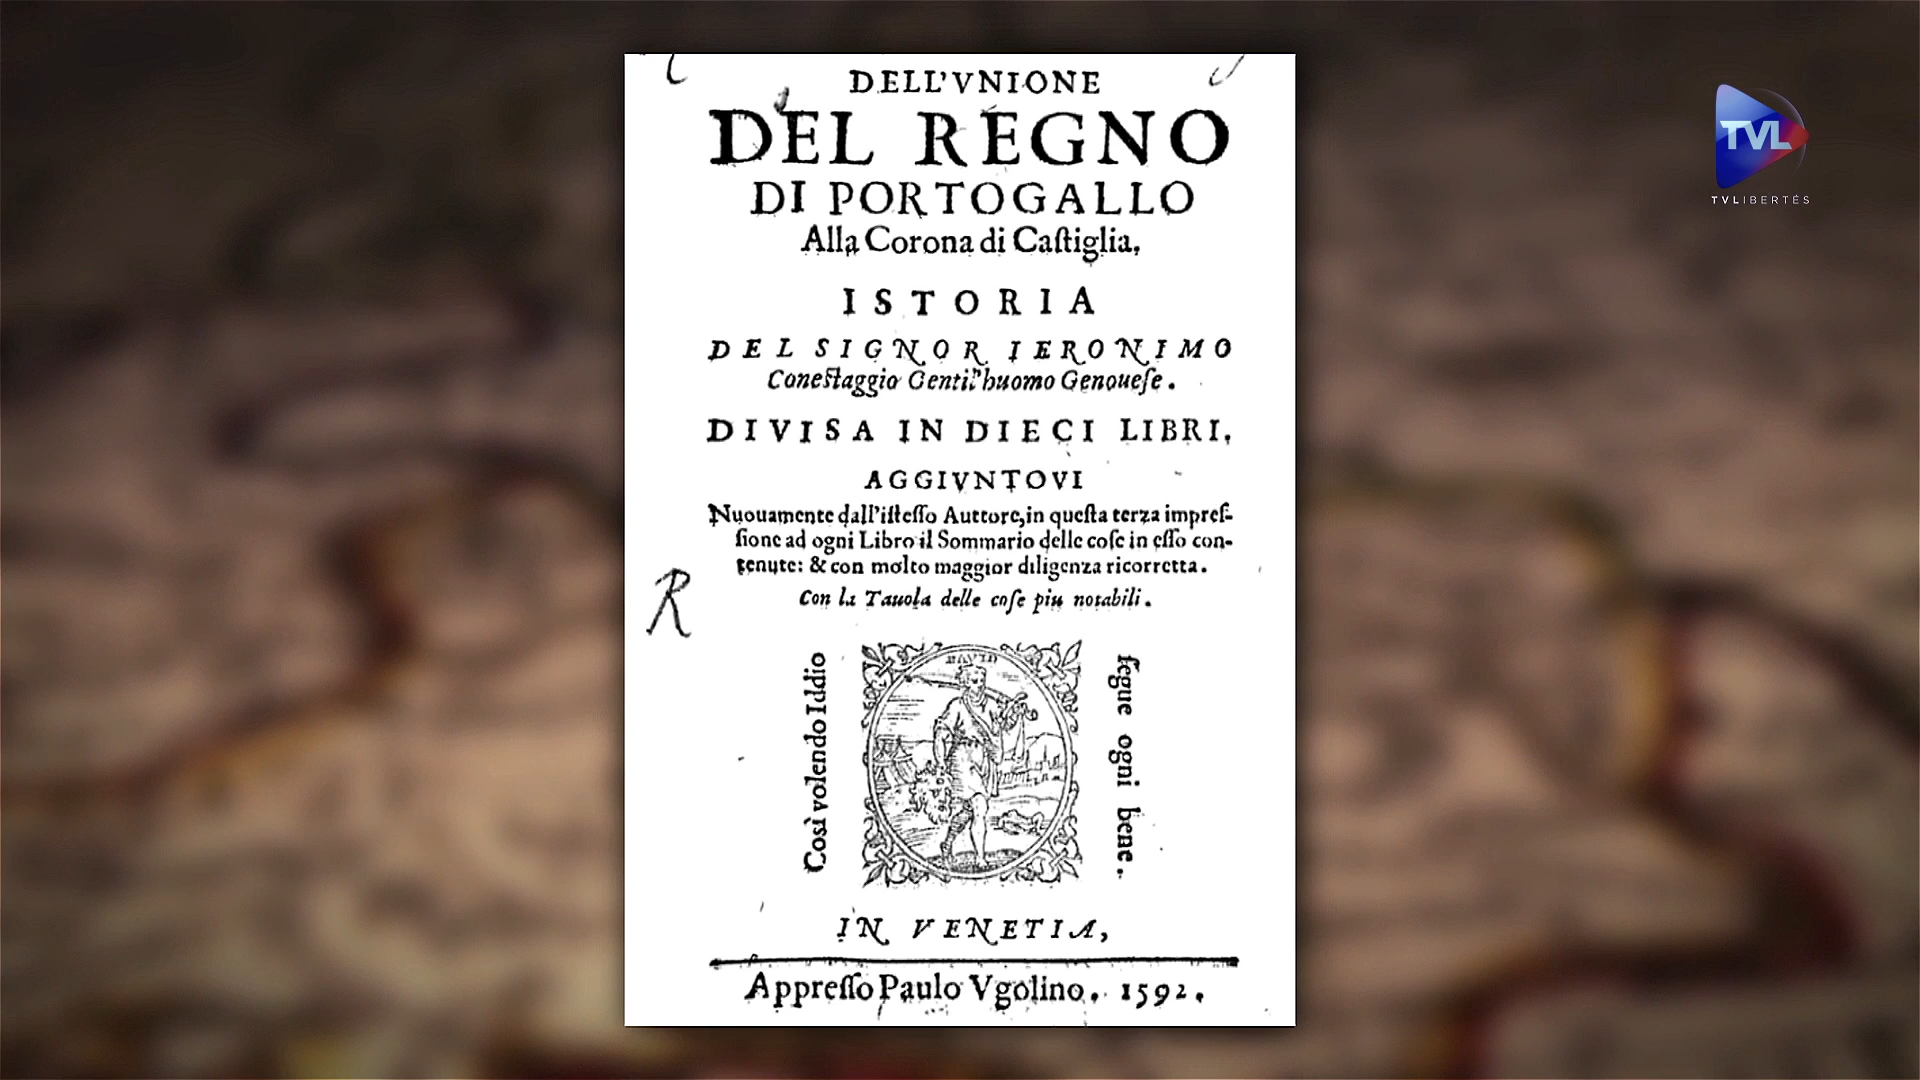 DELL'VNIONE
DEL REGNO
DI PORTOGALLO
Alla Corona di Caſtiglia,
ISTORIA
DEL SIGNOR IERONIMO
Coneſtaggio Gentil'huomo Genoueſe.
DIVISA IN DIECI LIBRI,
AGGIVNTOVI
Nuouamente dall'iſteſſo Auttore, in queſta terza impreſ-
ſione ad ogni Libro il Sommario delle coſe in eſſo con-
tenute: & con molto maggior diligenza ricorretta.
Con la Tauola delle coſe piu notabili.
R
Così volendo Iddio
DAVID
ſegue ogni bene.
IN VENETIA,
Appreſſo Paulo Vgolino. 1592.
TVL
TVLIBERTÉS